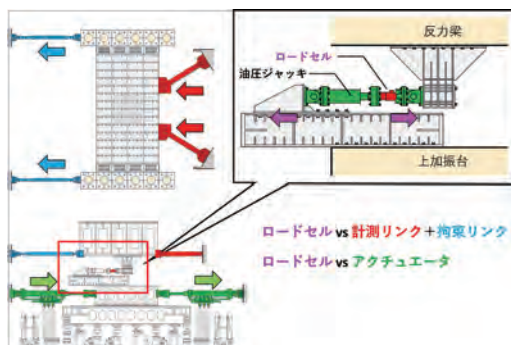 反力梁
ロードセル
油圧ジャッキ
上加振台
ロードセル vs 計測リンク+拘束リンク
ロードセル vs アクチュエータ